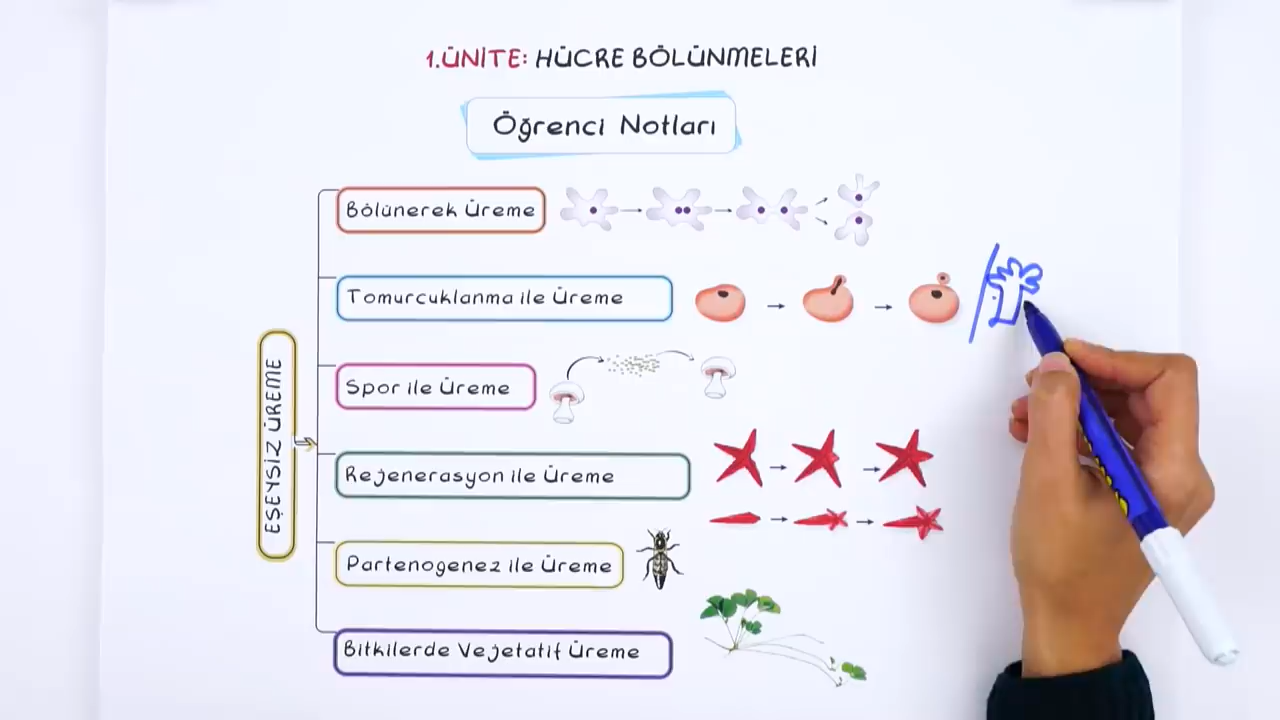 1.ÜNİTE: HÜCRE BÖLÜNMELERİ
Öğrenci Notları
EŞEYSİZ ÜREME
Bölünerek Üreme
Tomurcuklanma ile Üreme
Spor ile Üreme
Rejenerasyon ile Üreme
Partenogenez ile Üreme
Bitkilerde Vejetatif Üreme